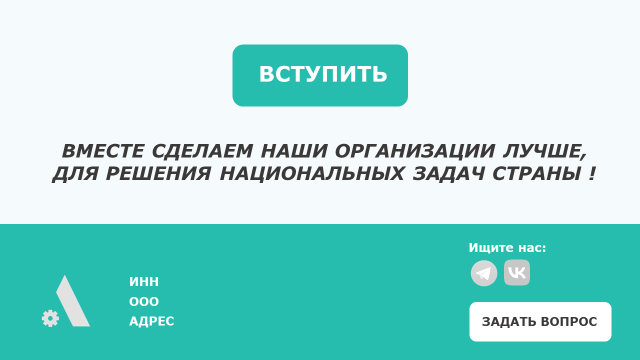 ВСТУПИТЬ
ВМЕСТЕ СДЕЛАЕМ НАШИ ОРГАНИЗАЦИИ ЛУЧШЕ,
ДЛЯ РЕШЕНИЯ НАЦИОНАЛЬНЫХ ЗАДАЧ СТРАНЫ !
ИНН
ООО
АДРЕС
Ищите нас:
ЗАДАТЬ ВОПРОС